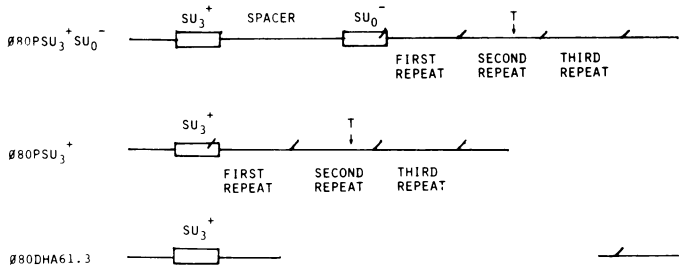 SU₃⁺ SPACER SU₀⁻ T
Ø80PSU₃⁺SU₀⁻
FIRST REPEAT SECOND REPEAT THIRD REPEAT
SU₃⁺ T
Ø80PSU₃⁺
FIRST REPEAT SECOND REPEAT THIRD REPEAT
SU₃⁺
Ø80DHA61.3